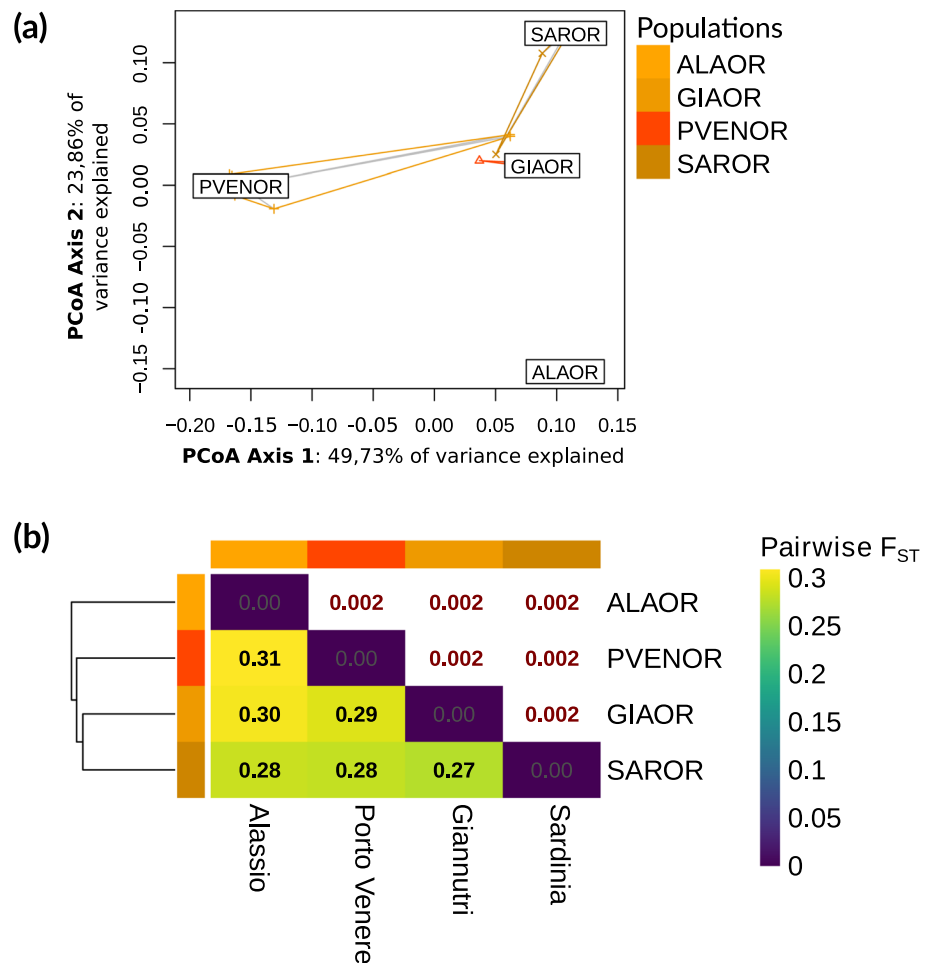 (a)
SAROR
PVENOR
GIAOR
ALAOR
0.10
0.05
0.00
−0.05
−0.10
−0.15
PCoA Axis 2: 23,86% of
variance explained
−0.20 −0.15 -0.10 −0.05 0.00 0.05 0.10 0.15
PCoA Axis 1: 49,73% of variance explained
Populations
ALAOR
GIAOR
PVENOR
SAROR
(b)
0.00 0.002 0.002 0.002 ALAOR
0.31 0.00 0.002 0.002 PVENOR
0.30 0.29 0.00 0.002 GIAOR
0.28 0.28 0.27 0.00 SAROR
Alassio
Porto Venere
Giannutri
Sardinia
Pairwise FST
0.3
0.25
0.2
0.15
0.1
0.05
0